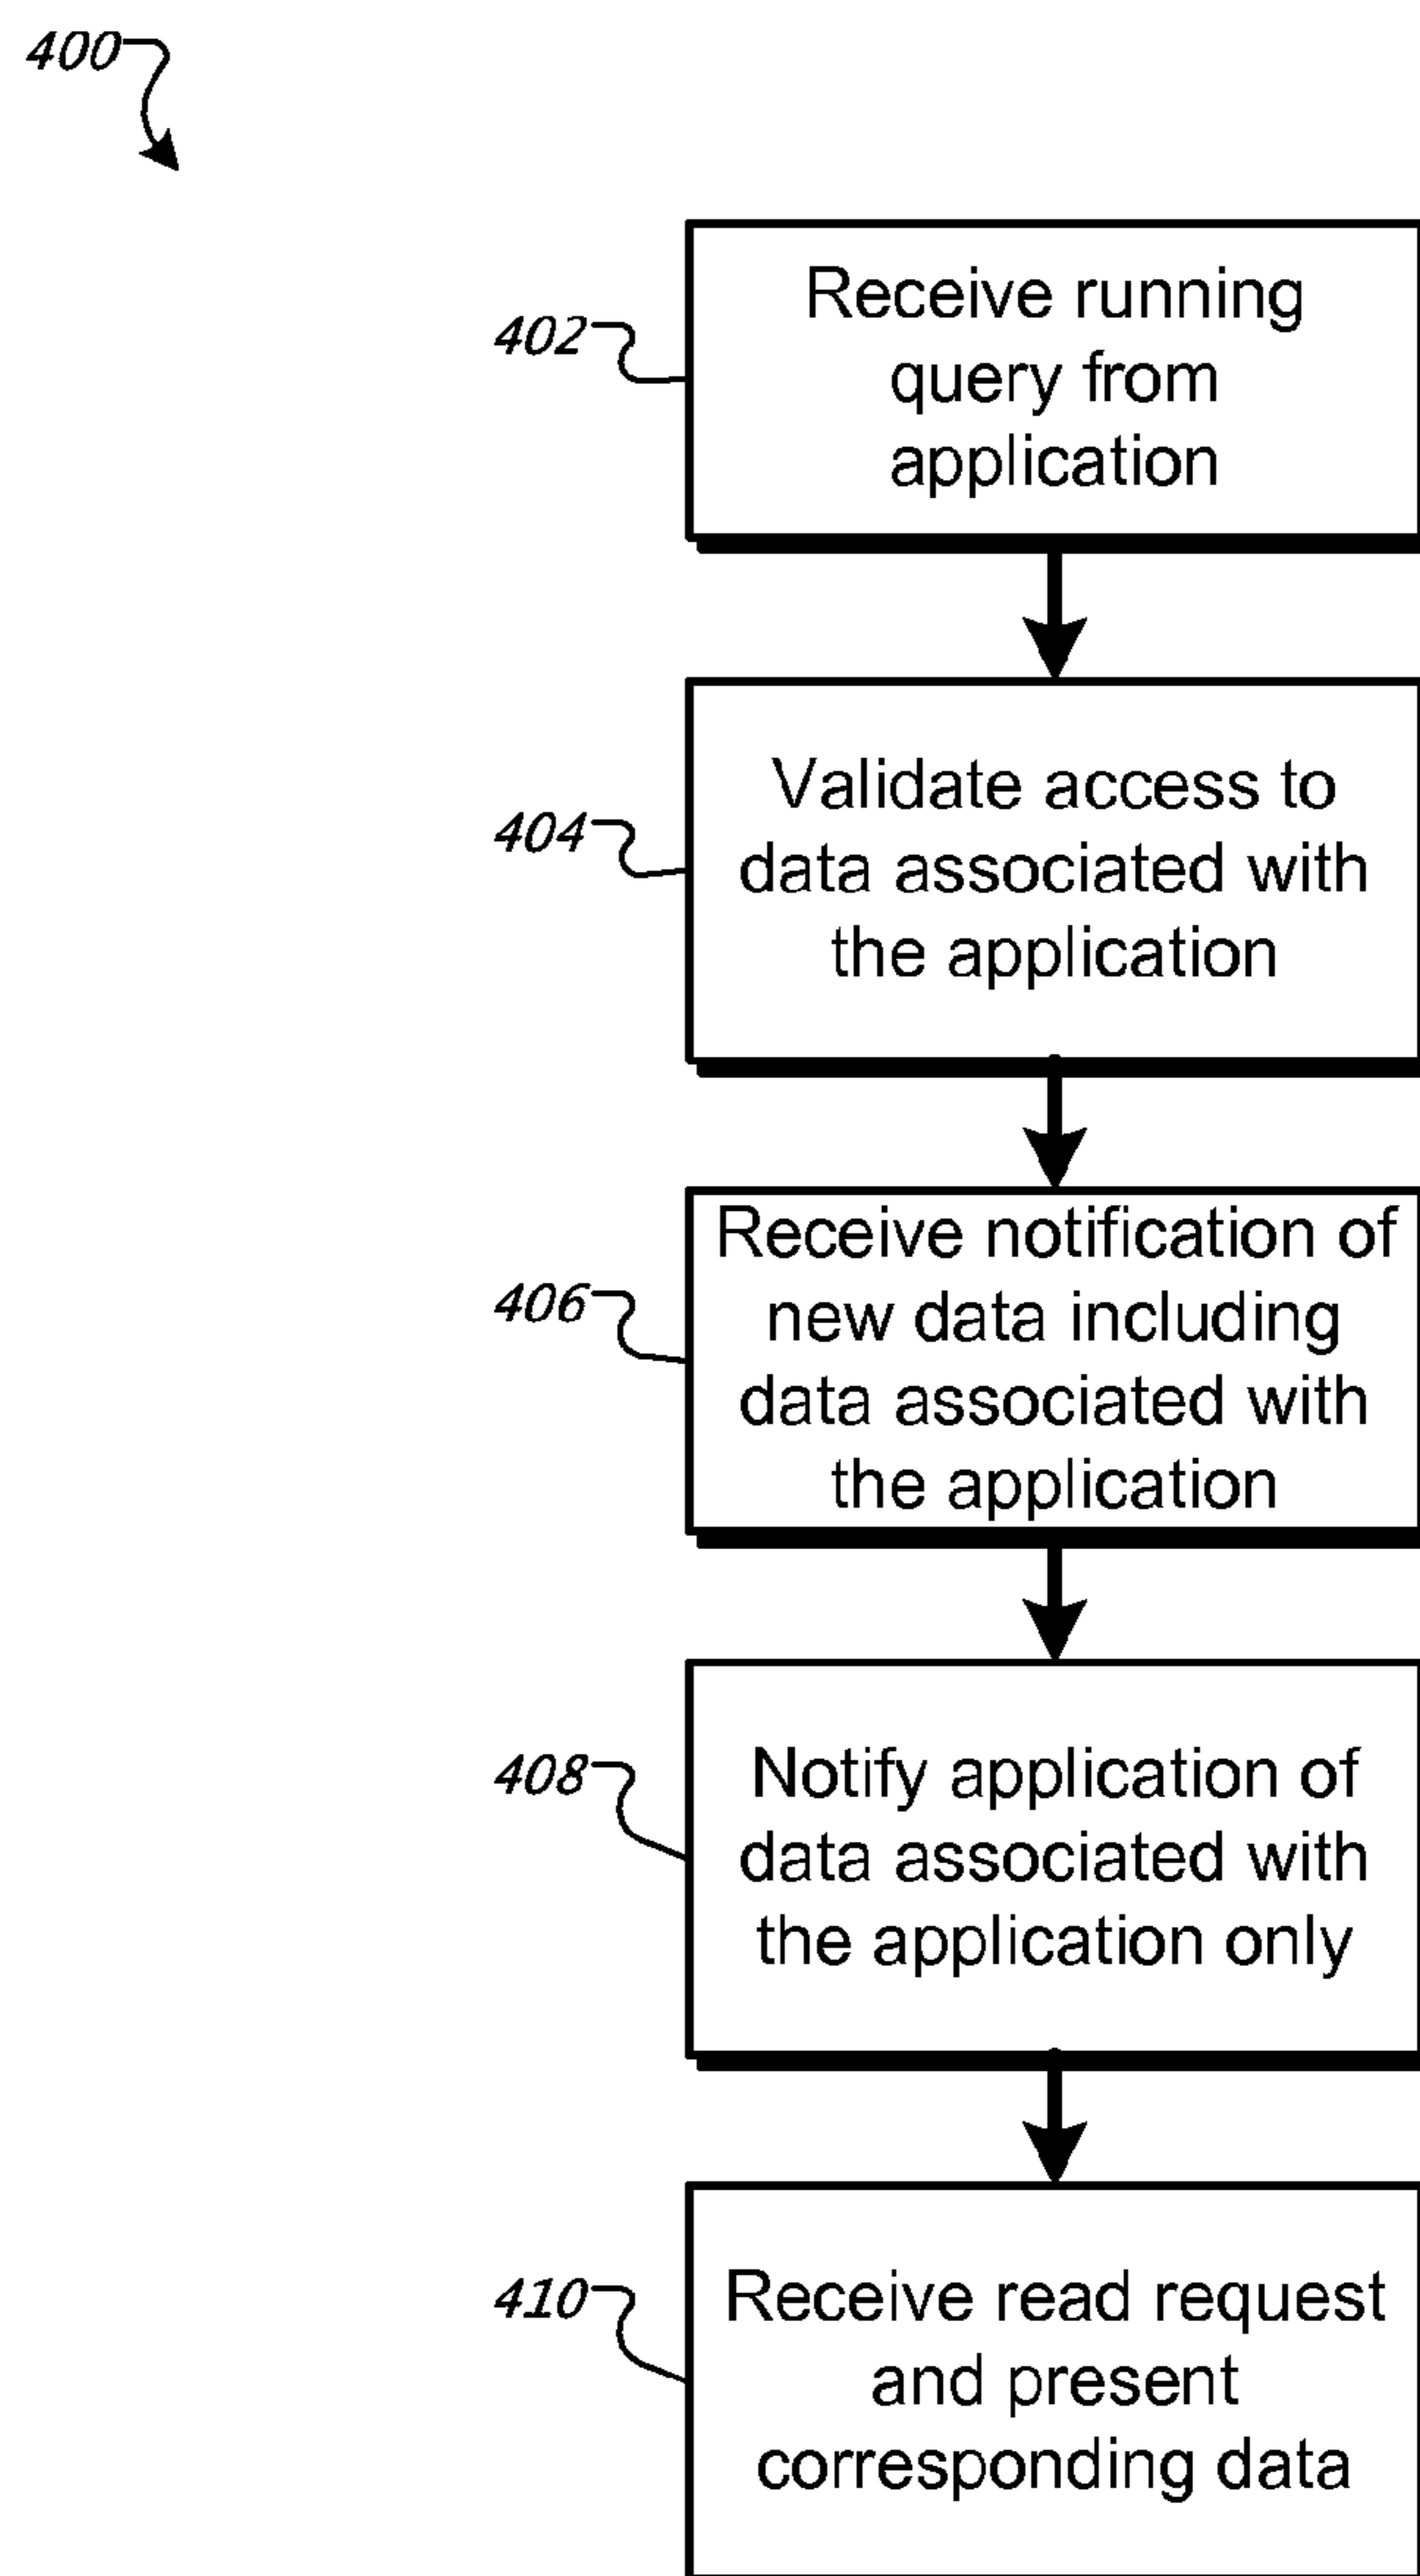 400
402
Receive running
query from
application
404
Validate access to
data associated with
the application
406
Receive notification of
new data including
data associated with
the application
408
Notify application of
data associated with
the application only
410
Receive read request
and present
corresponding data